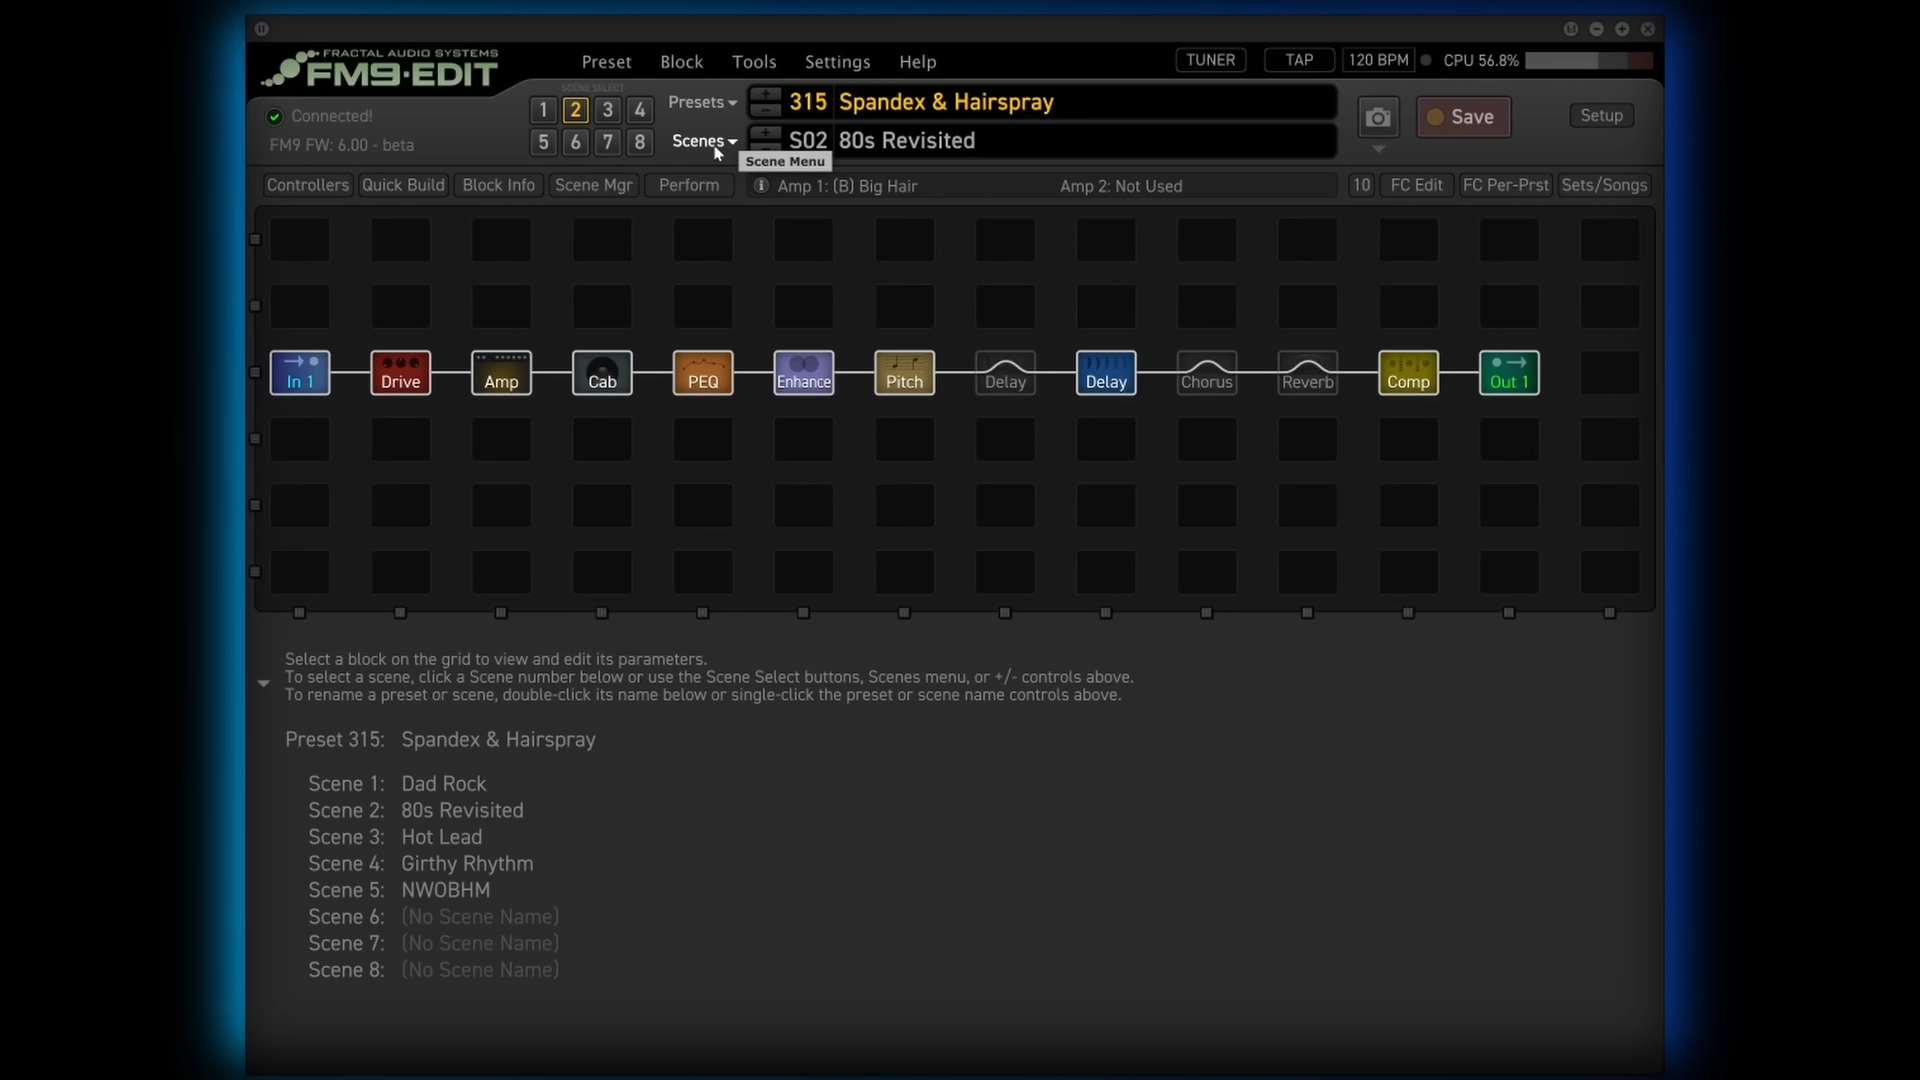 FRACTAL AUDIO SYSTEMS
FM9-EDIT
Preset
Block
Tools
Settings
Help
TUNER
TAP
120 BPM
CPU 56.8%
Connected!
FM9 FW: 6.00 - beta
SCENE SELECT
1 2 3 4
5 6 7 8
Presets
+
-
315 Spandex & Hairspray
Scenes
+
S02 80s Revisited
Scene Menu
Save
Setup
Controllers
Quick Build
Block Info
Scene Mgr
Perform
Amp 1: (B) Big Hair
Amp 2: Not Used
10
FC Edit
FC Per-Prst
Sets/Songs
In 1
Drive
Amp
Cab
PEQ
Enhance
Pitch
Delay
Delay
Chorus
Reverb
Comp
Out 1
Select a block on the grid to view and edit its parameters.
To select a scene, click a Scene number below or use the Scene Select buttons, Scenes menu, or +/- controls above.
To rename a preset or scene, double-click its name below or single-click the preset or scene name controls above.
Preset 315: Spandex & Hairspray
Scene 1: Dad Rock
Scene 2: 80s Revisited
Scene 3: Hot Lead
Scene 4: Girthy Rhythm
Scene 5: NWOBHM
Scene 6: (No Scene Name)
Scene 7: (No Scene Name)
Scene 8: (No Scene Name)